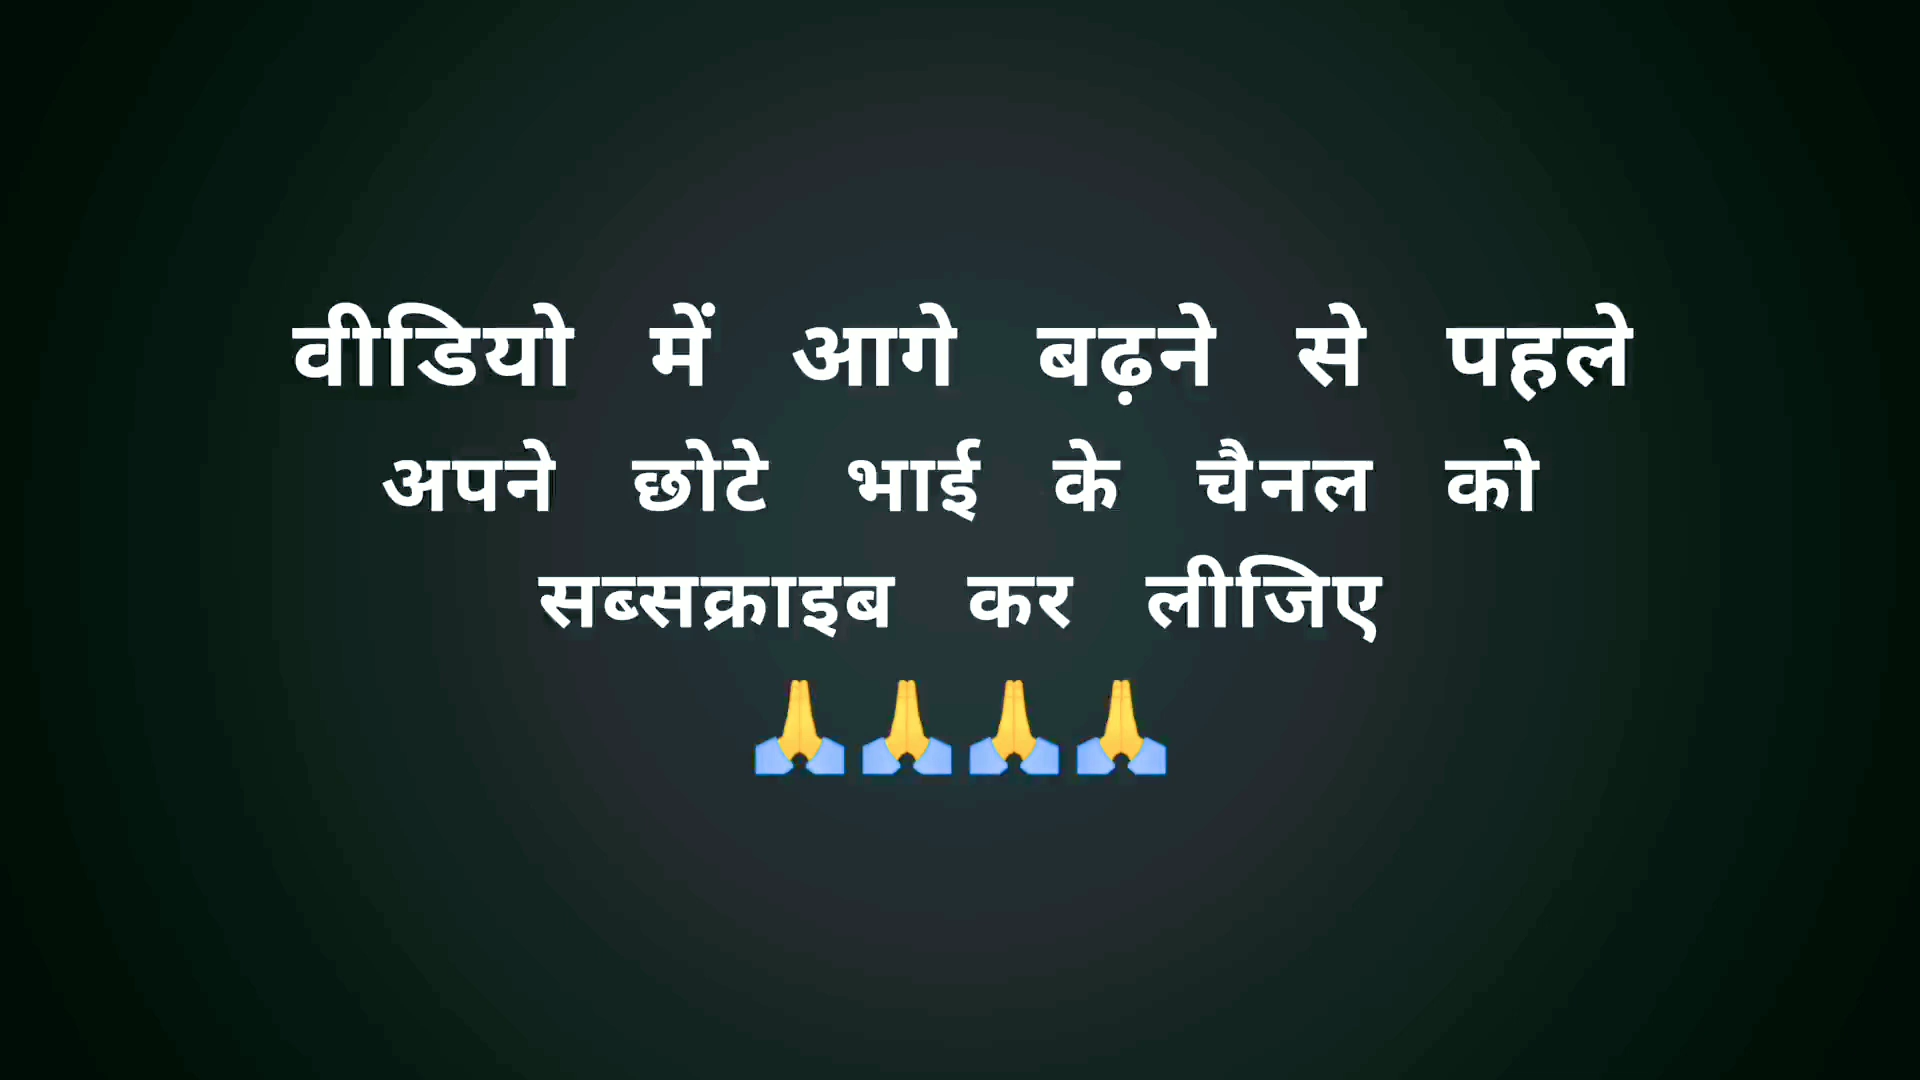 वीडियो में आगे बढ़ने से पहले
अपने छोटे भाई के चैनल को
सब्सक्राइब कर लीजिए
🙏🙏🙏🙏